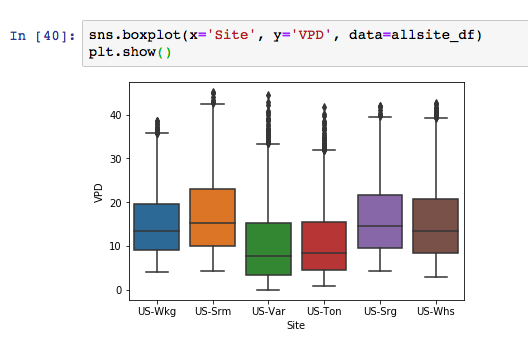 In [40]: sns.boxplot(x='Site', y='VPD', data=allsite_df)
plt.show()
40
30
20
10
0
VPD
US-Wkg US-Srm US-Var US-Ton US-Srg US-Whs
Site